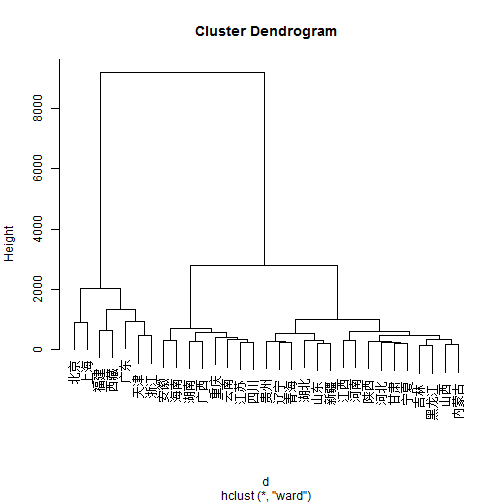 Cluster Dendrogram
Height
0 2000 4000 6000 8000
北京 上海 福建 西藏 广东 天津 浙江 安徽 海南 湖南 广西 重庆 云南 江苏 四川 贵州 辽宁 青海 湖北 山东 新疆 江西 河南 陕西 河北 甘肃 宁夏 吉林 黑龙江 山西 内蒙古
d
hclust (*, "ward")